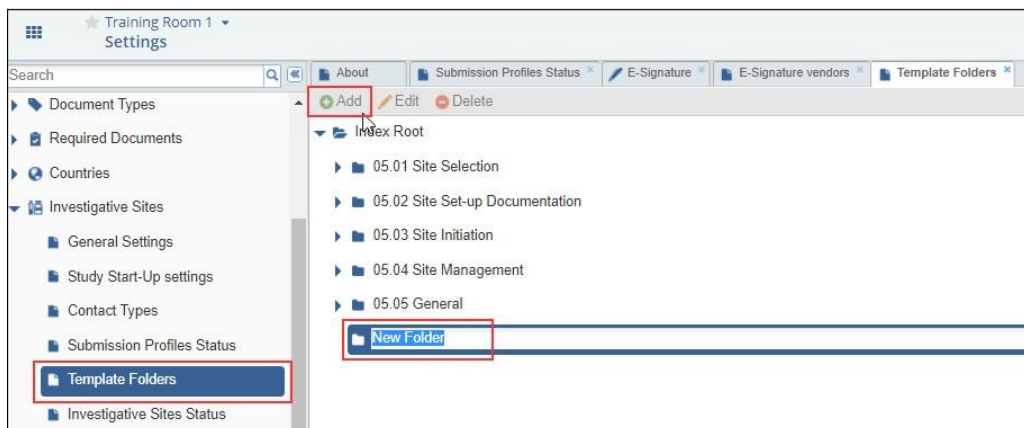 Training Room 1
Settings
Search
About
Submission Profiles Status
E-Signature
E-Signature vendors
Template Folders
Document Types
Required Documents
Countries
Investigative Sites
General Settings
Study Start-Up settings
Contact Types
Submission Profiles Status
Template Folders
Investigative Sites Status
Add Edit Delete
Index Root
05.01 Site Selection
05.02 Site Set-up Documentation
05.03 Site Initiation
05.04 Site Management
05.05 General
New Folder